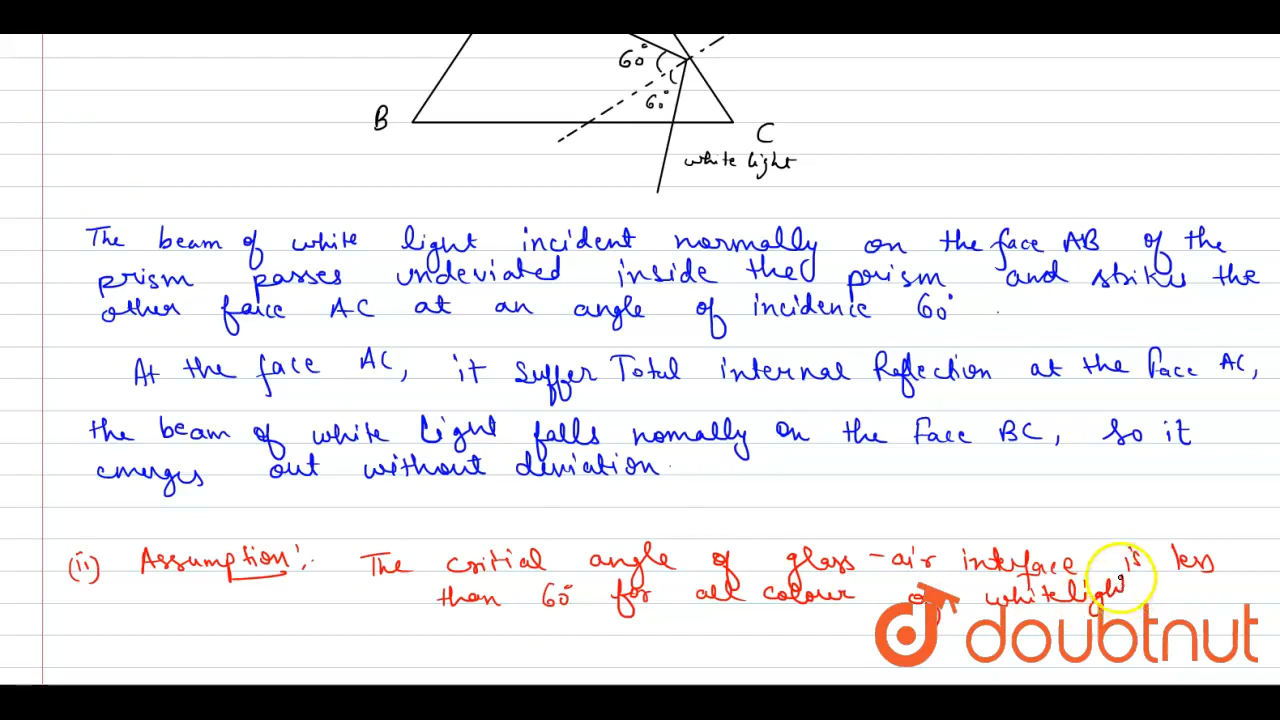 60°
60°
B
C
white light
The beam of white light incident normally on the face AB of the
prism passes undeviated inside the prism and strikes the
other face AC at an angle of incidence 60°.
At the face AC, it suffer Total internal Reflection at the Face AC,
the beam of white light falls nomally on the Face BC, so it
emerges out without deviation.
(ii) Assumption:. The critial angle of glass-air interface is less
than 60° for all colour of whitelight
doubtnut